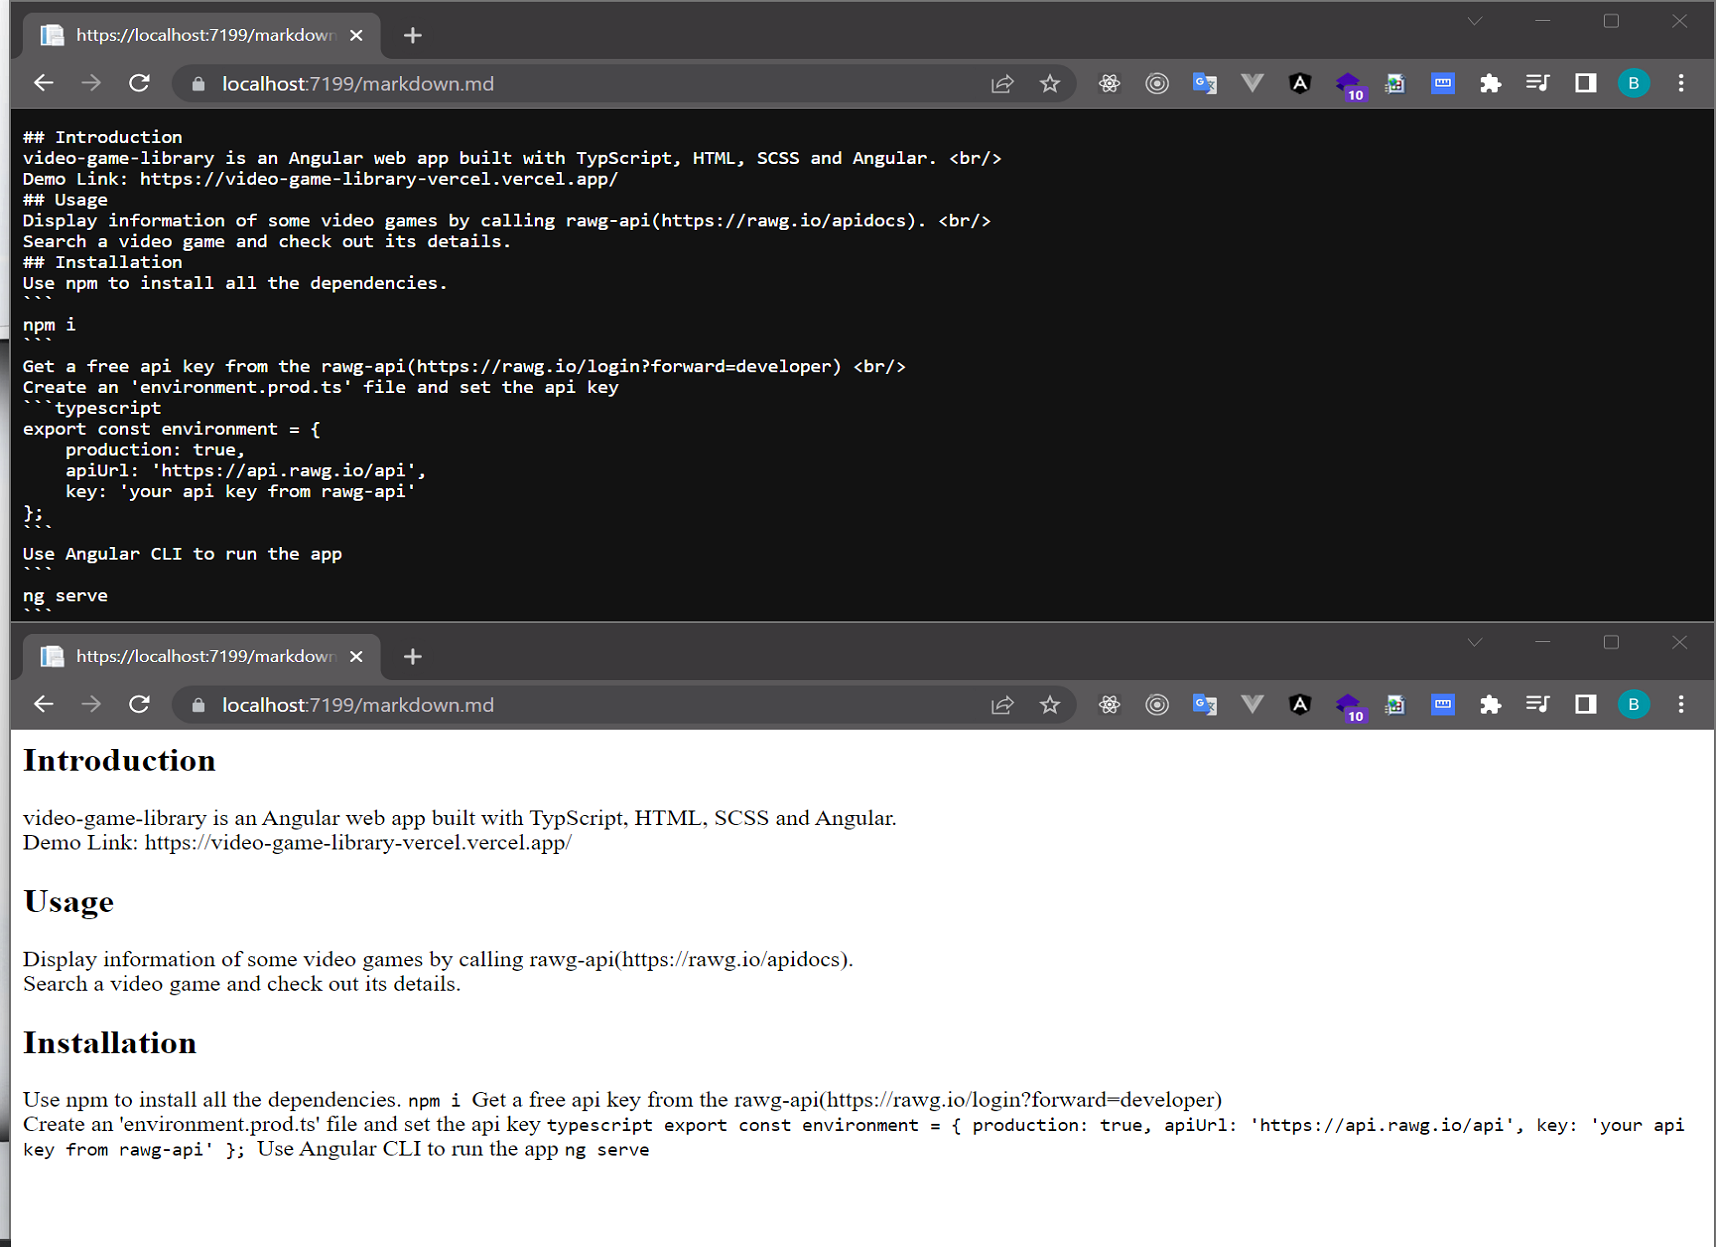 https://localhost:7199/markdown
localhost:7199/markdown.md
10
B
## Introduction
video-game-library is an Angular web app built with TypScript, HTML, SCSS and Angular. <br/>
Demo Link: https://video-game-library-vercel.vercel.app/
## Usage
Display information of some video games by calling rawg-api(https://rawg.io/apidocs). <br/>
Search a video game and check out its details.
## Installation
Use npm to install all the dependencies.
```
npm i
```
Get a free api key from the rawg-api(https://rawg.io/login?forward=developer) <br/>
Create an 'environment.prod.ts' file and set the api key
```typescript
export const environment = {
    production: true,
    apiUrl: 'https://api.rawg.io/api',
    key: 'your api key from rawg-api'
};
```
Use Angular CLI to run the app
```
ng serve
```
https://localhost:7199/markdown
localhost:7199/markdown.md
10
B
Introduction
video-game-library is an Angular web app built with TypScript, HTML, SCSS and Angular.
Demo Link: https://video-game-library-vercel.vercel.app/
Usage
Display information of some video games by calling rawg-api(https://rawg.io/apidocs).
Search a video game and check out its details.
Installation
Use npm to install all the dependencies. npm i Get a free api key from the rawg-api(https://rawg.io/login?forward=developer)
Create an 'environment.prod.ts' file and set the api key typescript export const environment = { production: true, apiUrl: 'https://api.rawg.io/api', key: 'your api
key from rawg-api' }; Use Angular CLI to run the app ng serve